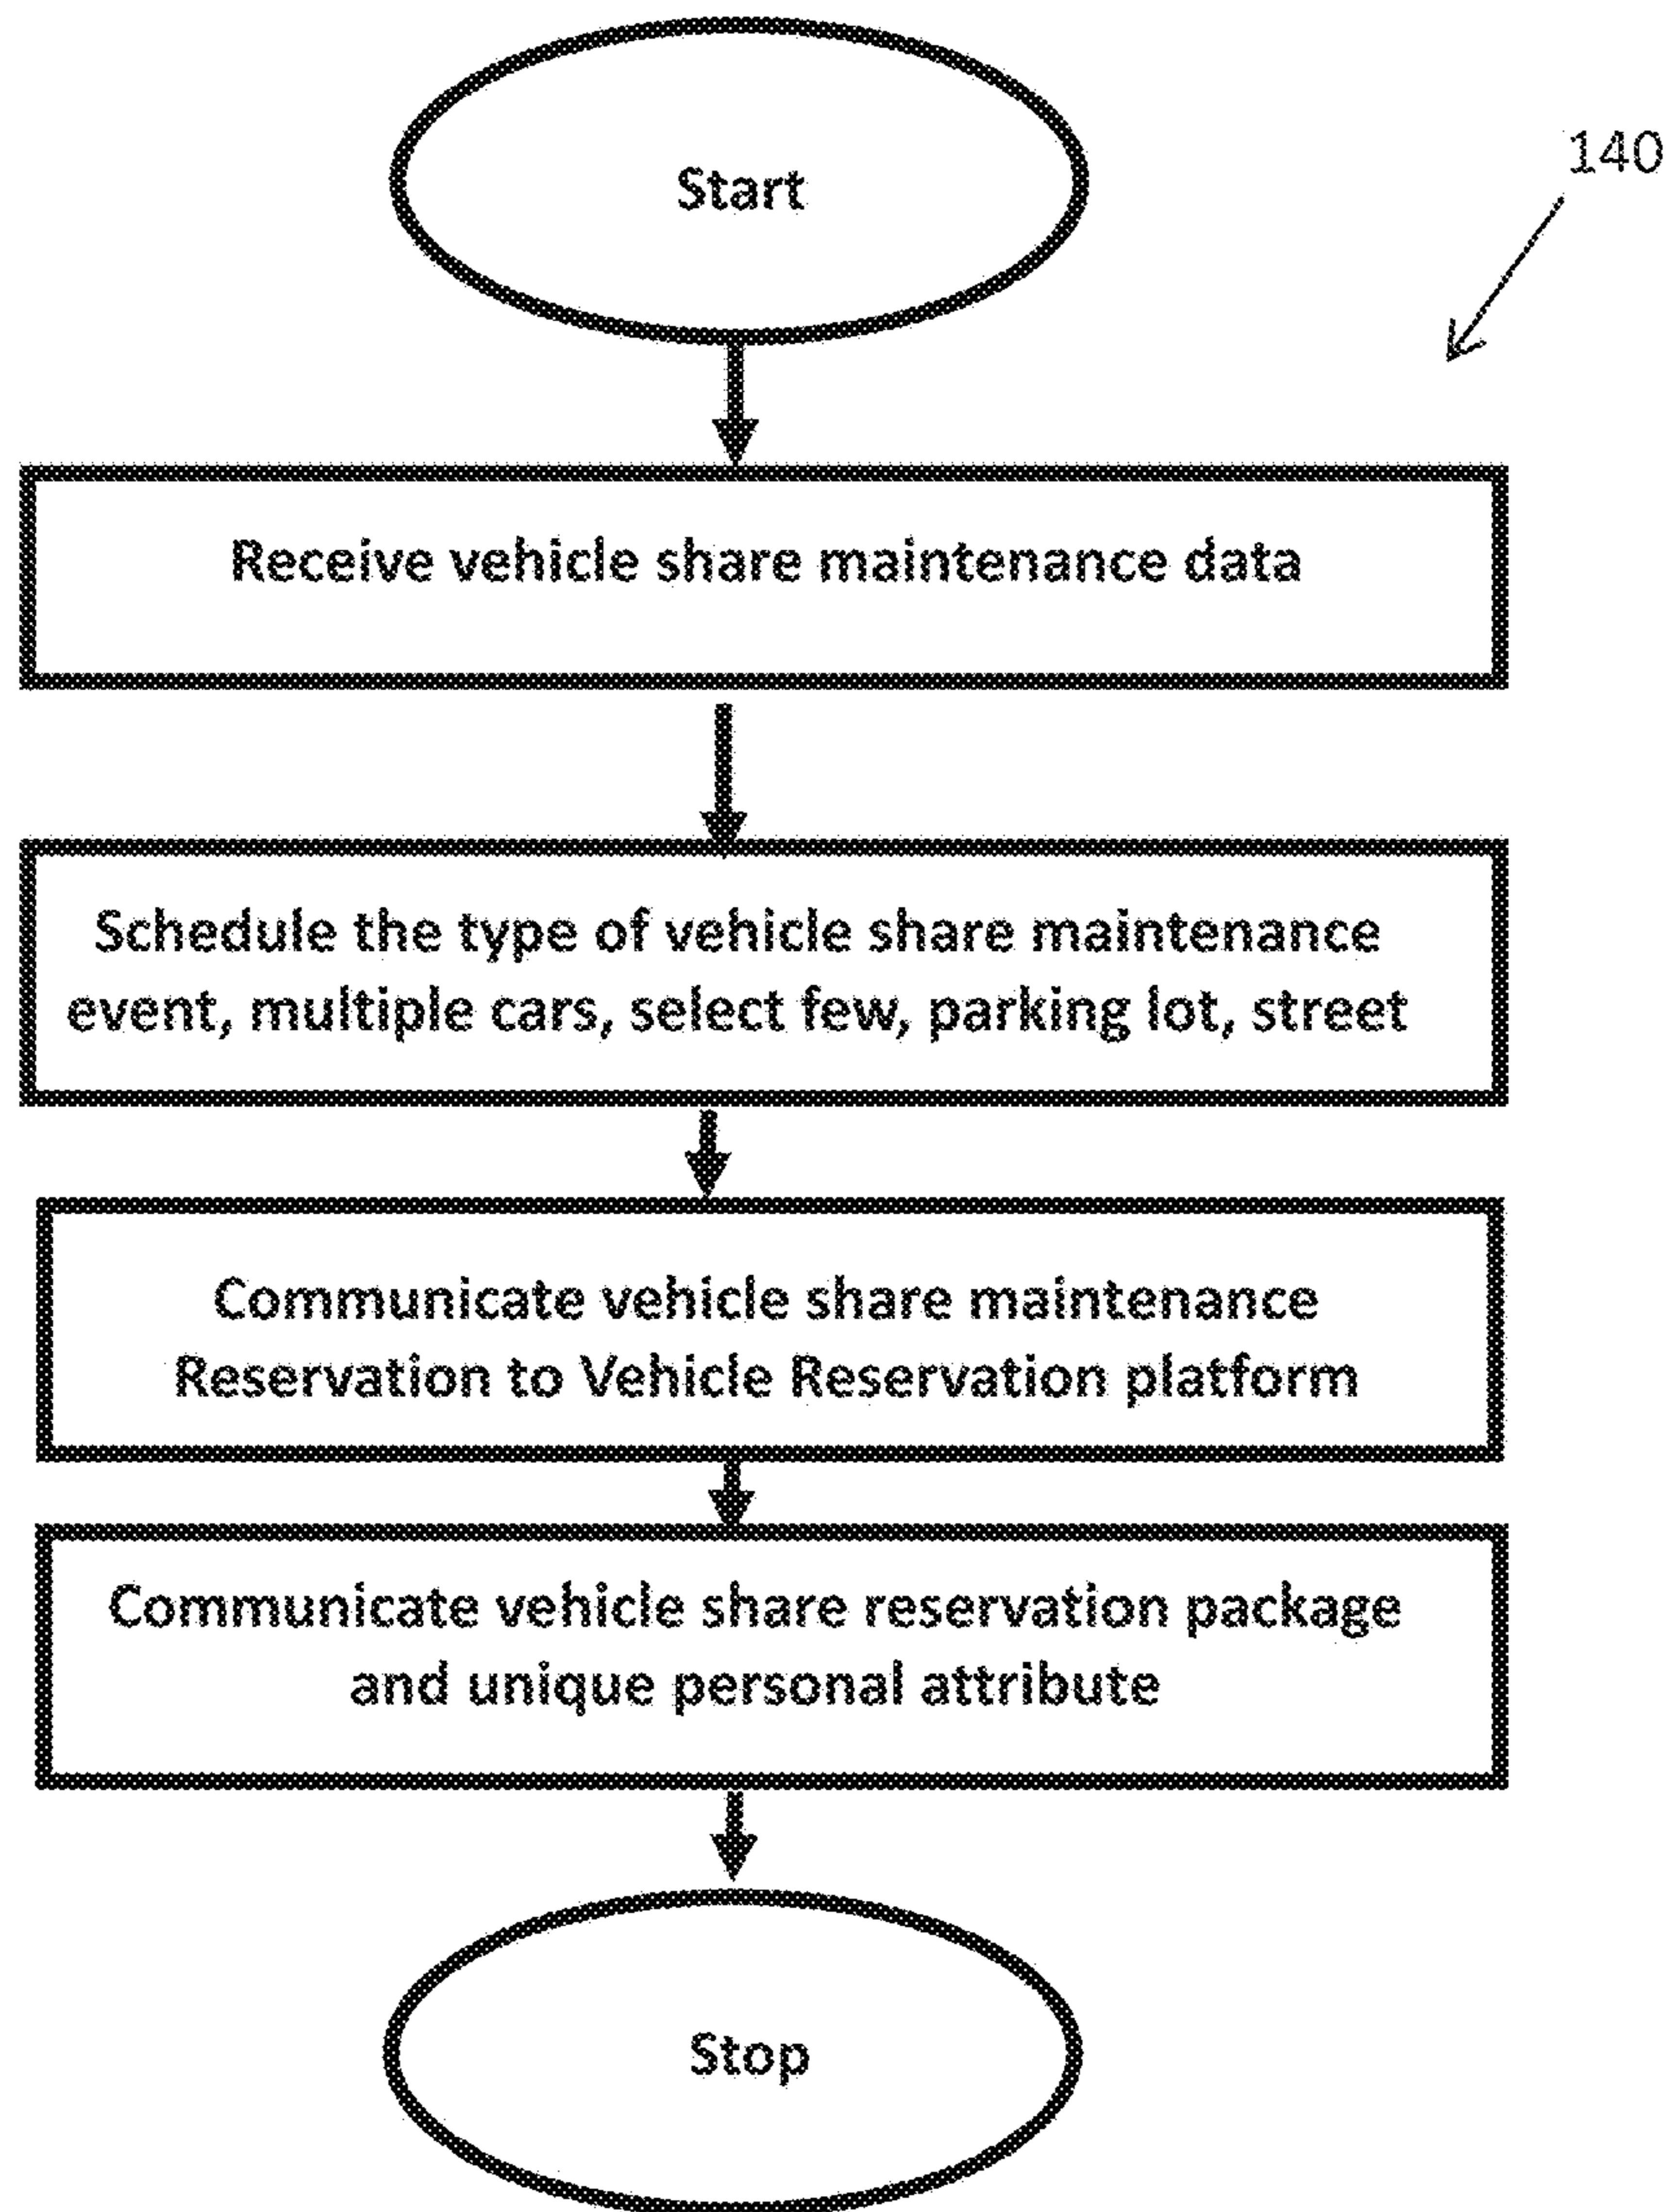 Start
140
Receive vehicle share maintenance data
Schedule the type of vehicle share maintenance
event, multiple cars, select few, parking lot, street
Communicate vehicle share maintenance
Reservation to Vehicle Reservation platform
Communicate vehicle share reservation package
and unique personal attribute
Stop